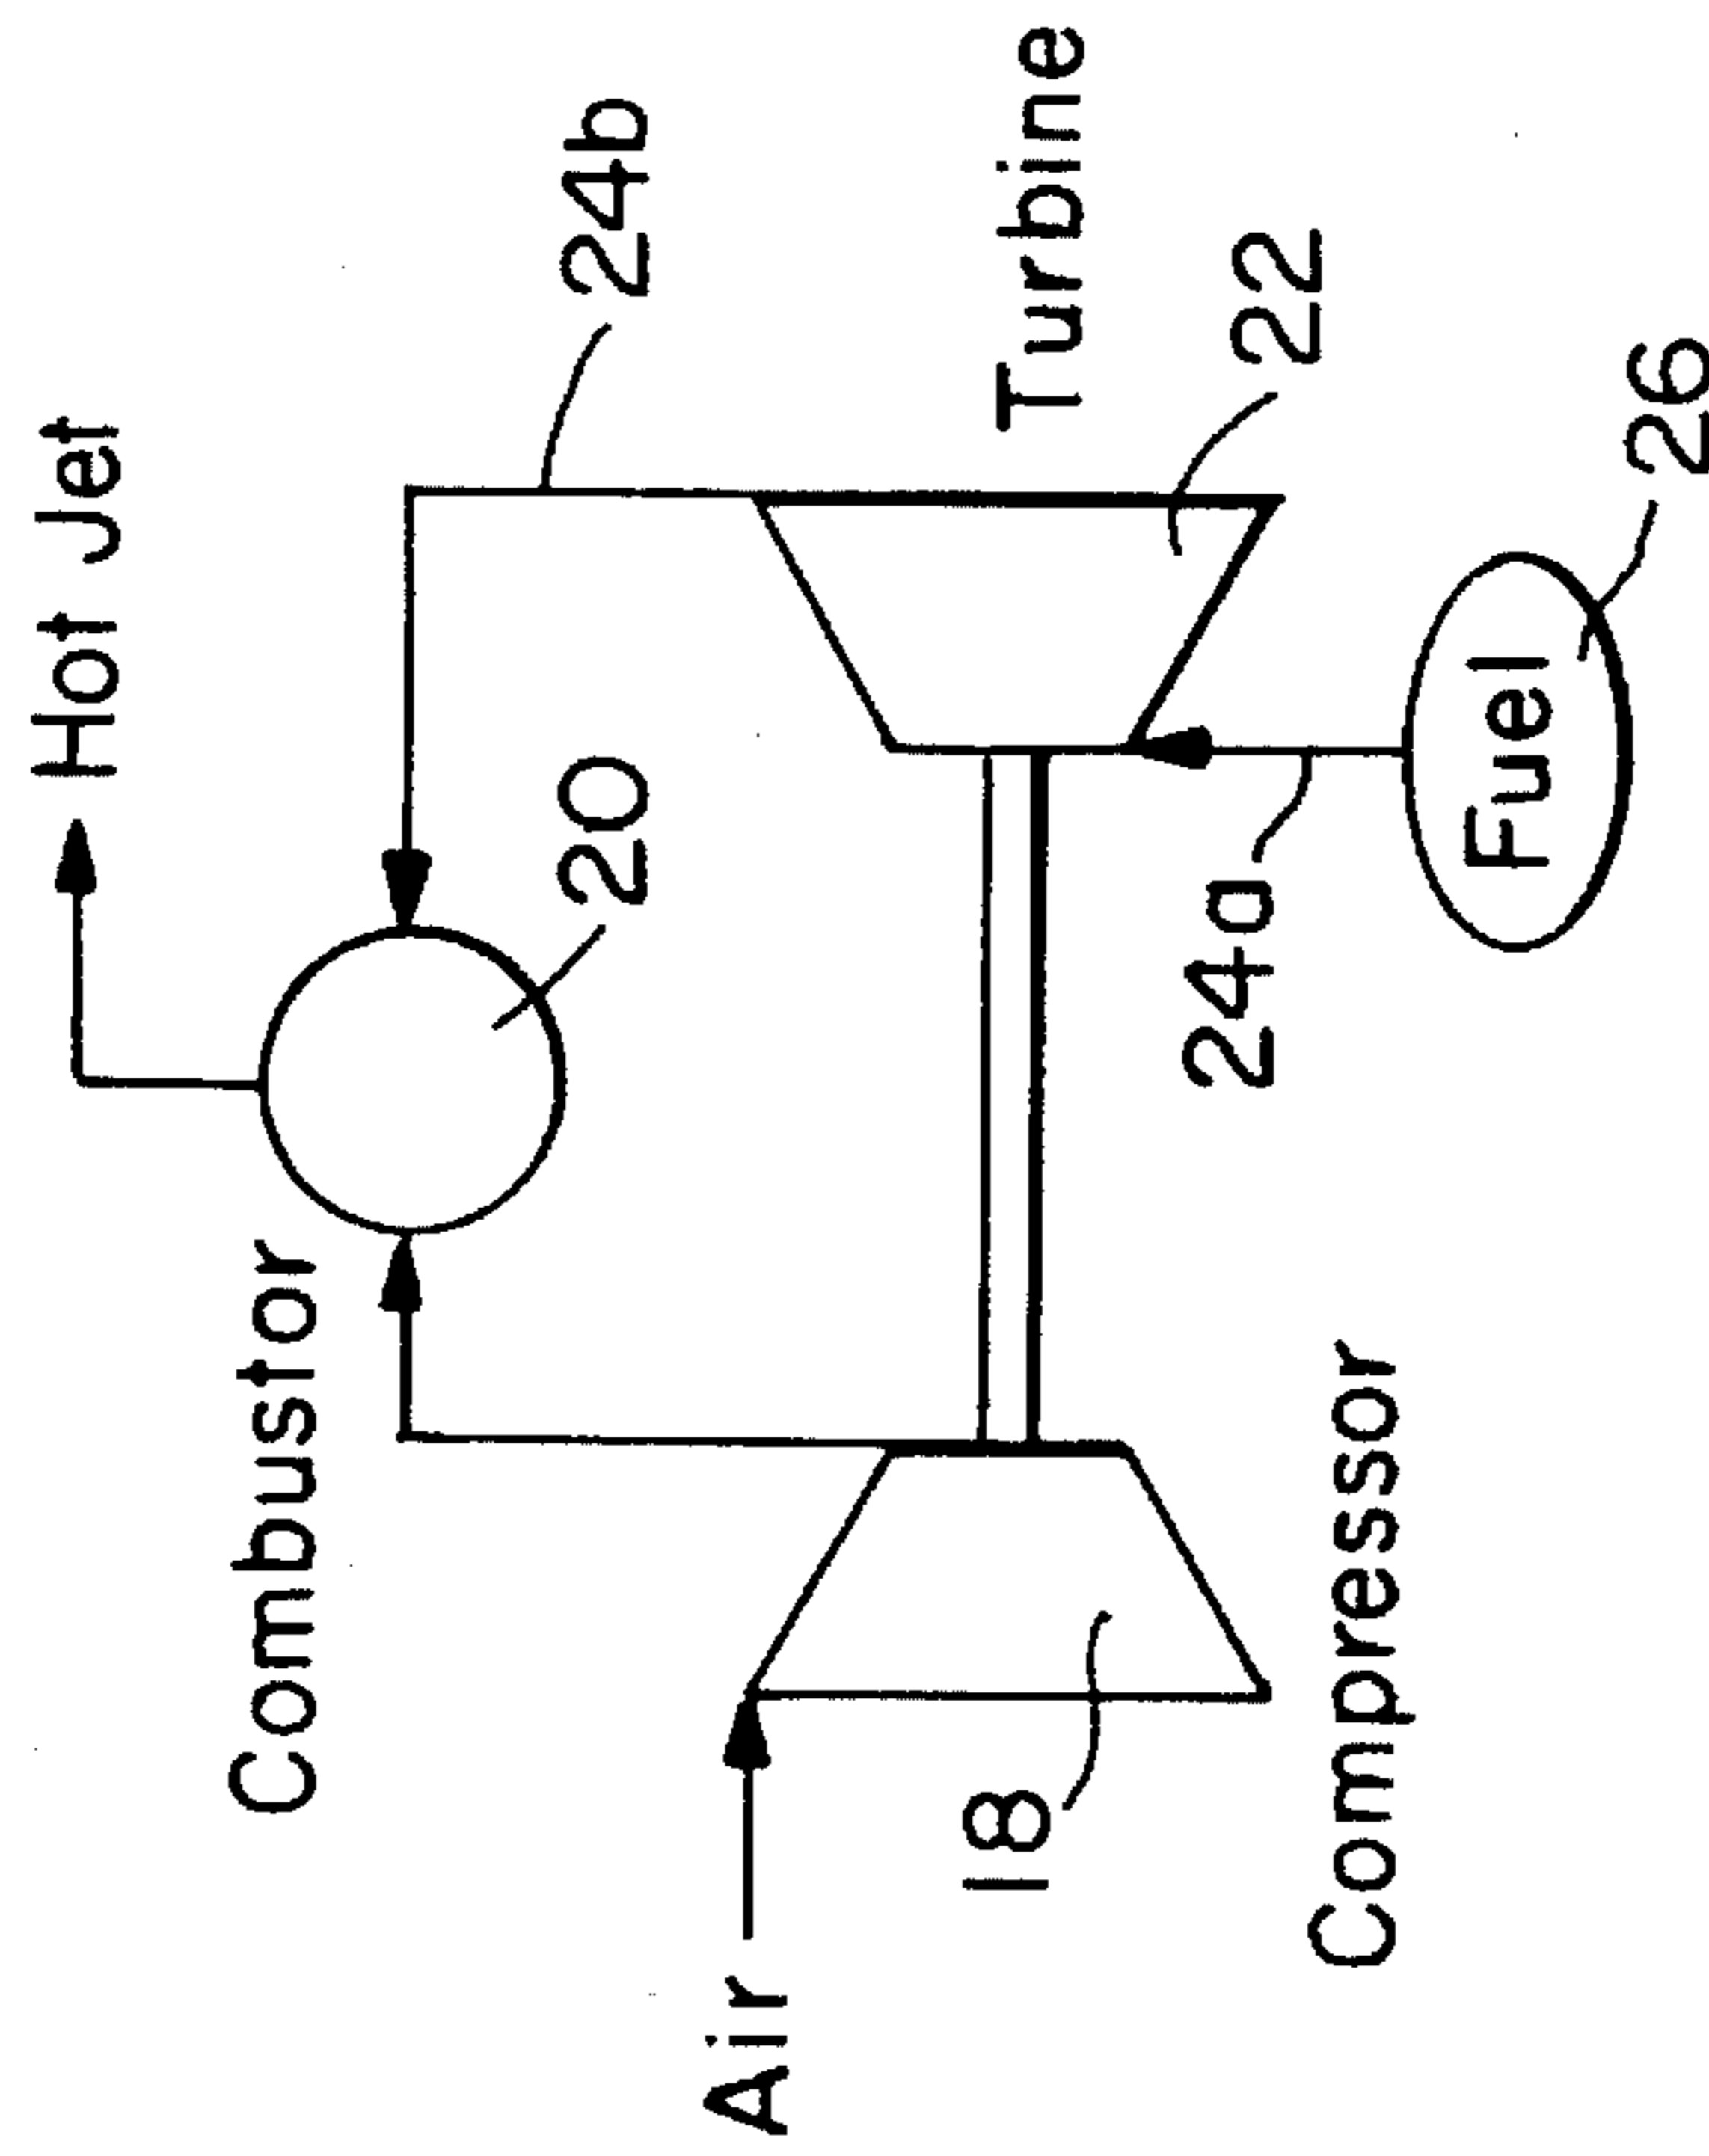 Hot Jet
Combustor
20
24b
Air
18
Turbine
24a
22
Compressor
Fuel
26